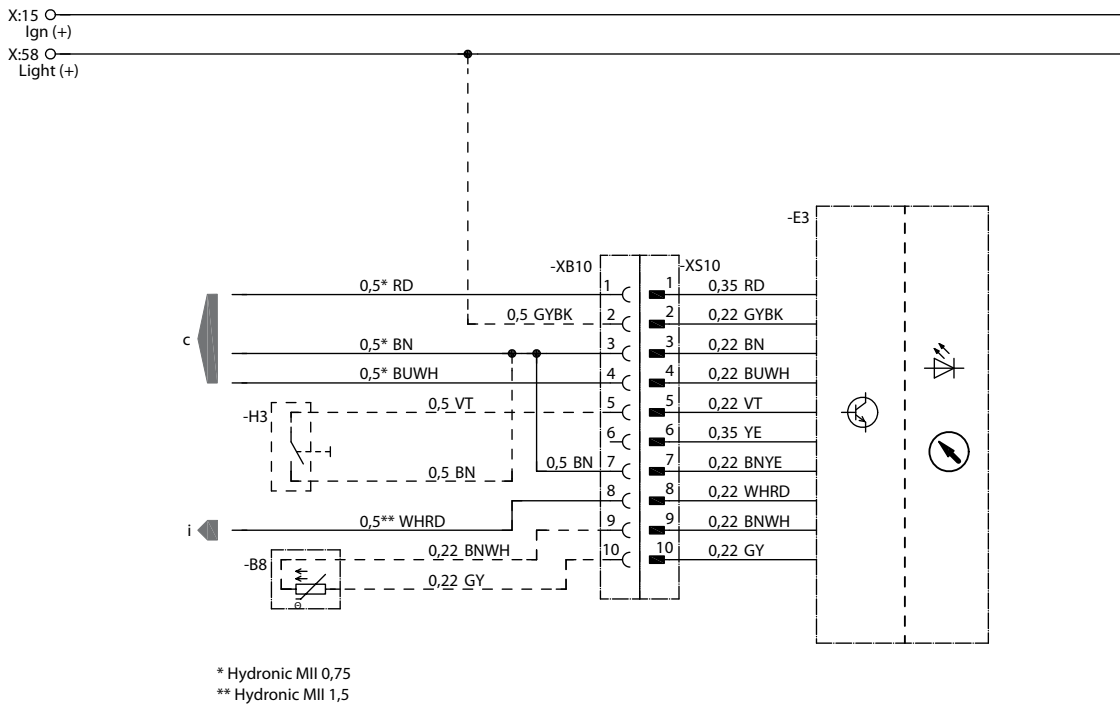 X:15
Ign (+)
X:58
Light (+)
-E3
-XB10
-XS10
0,5* RD
1
1
0,35 RD
0,5 GYBK
2
2
0,22 GYBK
c
0,5* BN
3
3
0,22 BN
0,5* BUWH
4
4
0,22 BUWH
-H3
0,5 VT
5
5
0,22 VT
6
6
0,35 YE
0,5 BN
0,5 BN
7
7
0,22 BNYE
8
8
0,22 WHRD
i
0,5** WHRD
9
9
0,22 BNWH
-B8
0,22 BNWH
10
10
0,22 GY
0,22 GY
Θ
* Hydronic MII 0,75
** Hydronic MII 1,5